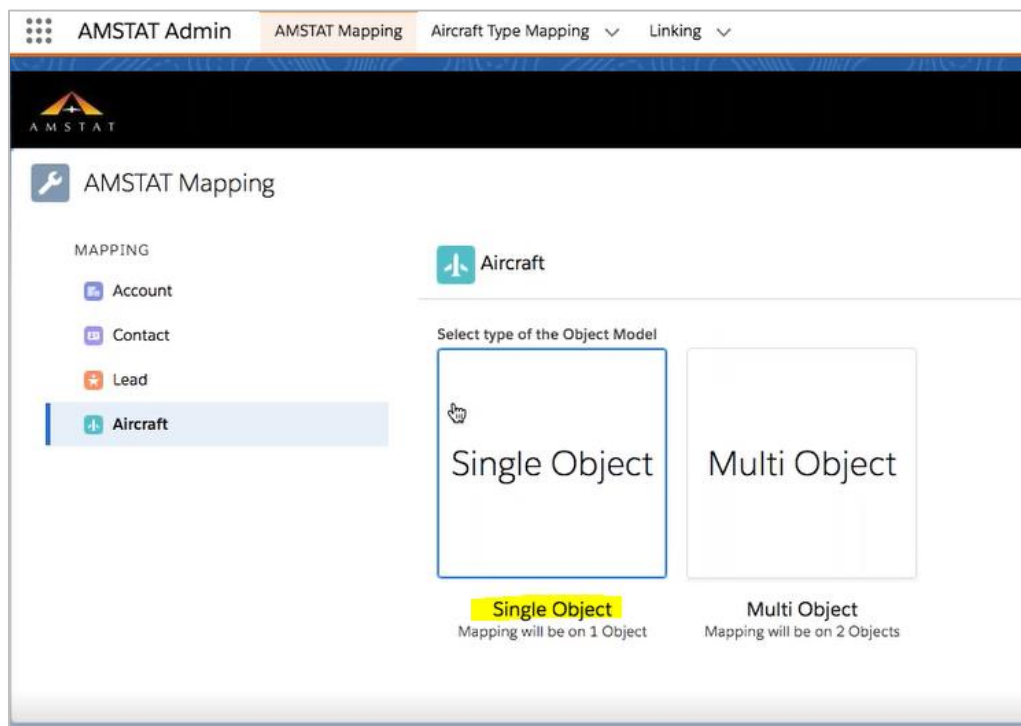 AMSTAT Admin AMSTAT Mapping Aircraft Type Mapping Linking
AMSTAT
AMSTAT Mapping
MAPPING
Account
Contact
Lead
Aircraft
Aircraft
Select type of the Object Model
Single Object Multi Object
Single Object Multi Object
Mapping will be on 1 Object Mapping will be on 2 Objects